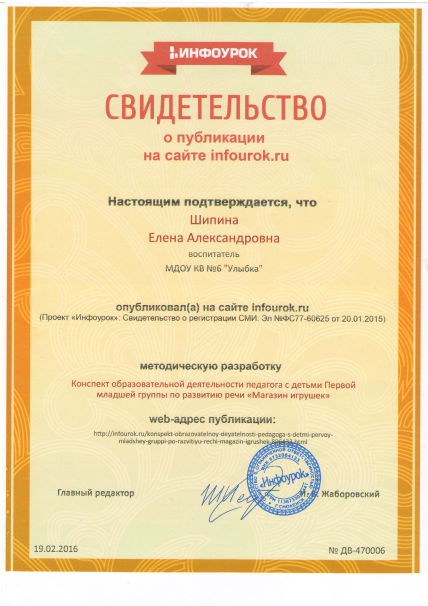 ИНФОУРОК
СВИДЕТЕЛЬСТВО
о публикации
на сайте infourok.ru
Настоящим подтверждается, что
Шипина
Елена Александровна
воспитатель
МДОУ КВ №6 "Улыбка"
опубликовал(а) на сайте infourok.ru
(Проект «Инфоурок»: Свидетельство о регистрации СМИ: Эл №ФС77-60625 от 20.01.2015)
методическую разработку
Конспект образовательной деятельности педагога с детьми Первой
младшей группы по развитию речи «Магазин игрушек»
web-адрес публикации:
http://infourok.ru/konspekt-obrazovatelnoy-deyatelnosti-pedagoga-s-detmi-pervoy-
mladshey-gruppi-po-razvitiyu-rechi-magazin-igrushek
Главный редактор
Жаборовский
«Инфоурок»
19.02.2016
№ ДВ-470006